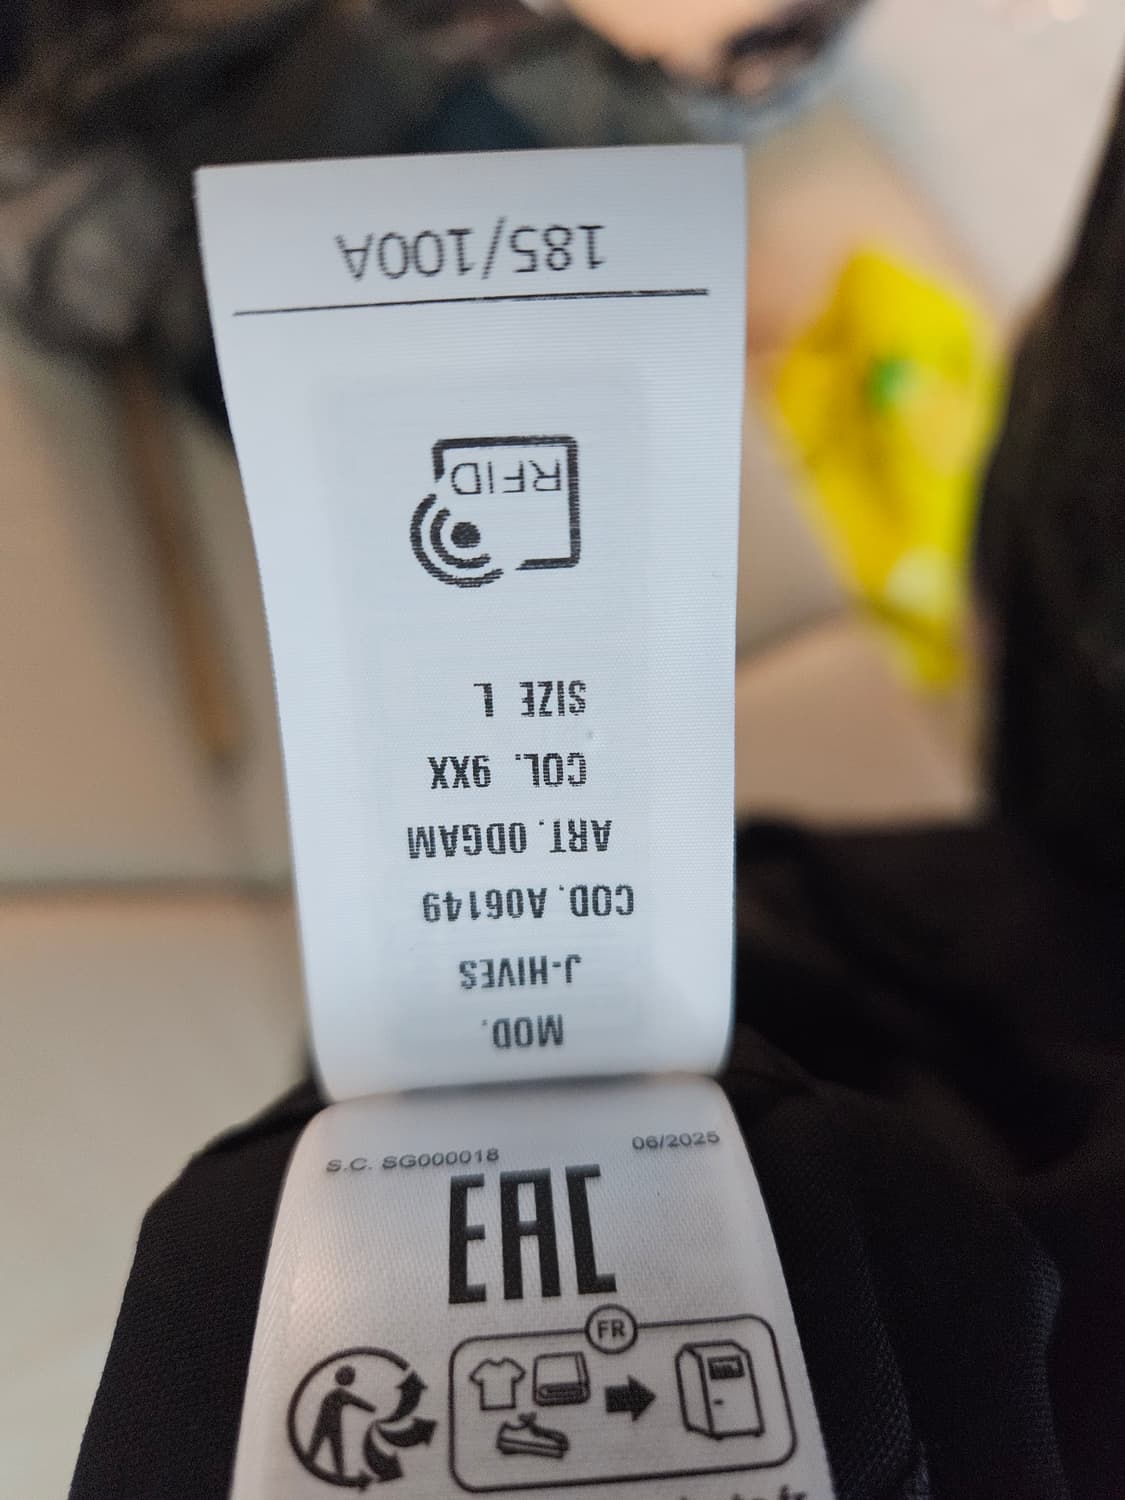 MOD.
J-HIVES
COD. A06149
ART. 0DGAM
COL. 9XX
SIZE L
RFID
185/100A
S.C. SG000018
06/2025
EAC
FR